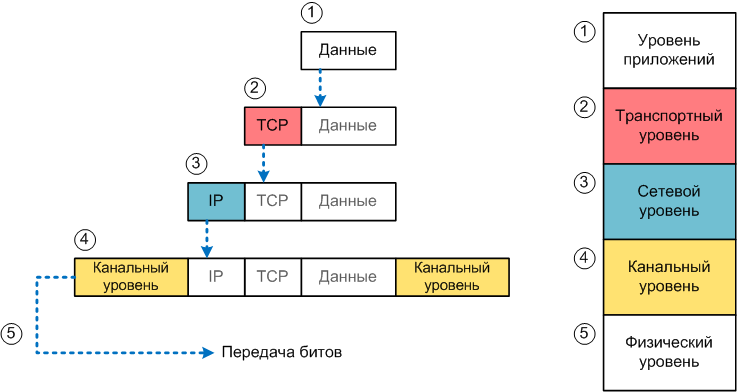 1
Данные
2
TCP
Данные
3
IP
TCP
Данные
4
Канальный
уровень
IP
TCP
Данные
Канальный
уровень
5
Передача битов
1
Уровень
приложений
2
Транспортный
уровень
3
Сетевой
уровень
4
Канальный
уровень
5
Физический
уровень